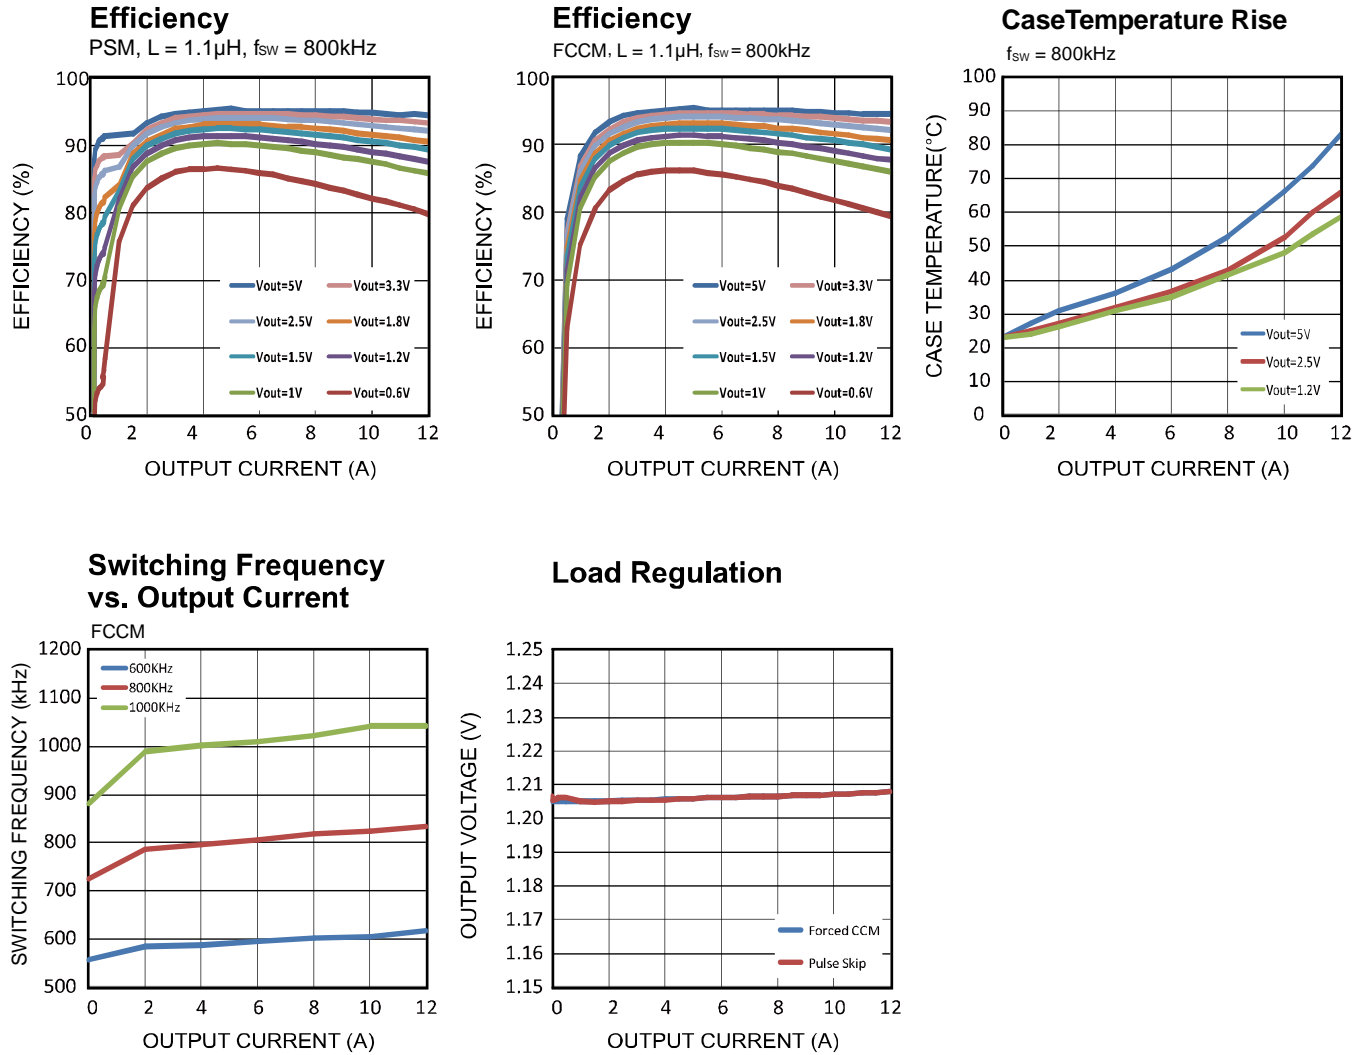 Efficiency
PSM, L = 1.1µH, fSW = 800kHz
100
90
80
70
60
50
EFFICIENCY (%)
Vout=5V
Vout=3.3V
Vout=2.5V
Vout=1.8V
Vout=1.5V
Vout=1.2V
Vout=1V
Vout=0.6V
0 2 4 6 8 10 12
OUTPUT CURRENT (A)
Efficiency
FCCM, L = 1.1µH, fSW = 800kHz
100
90
80
70
60
50
EFFICIENCY (%)
Vout=5V
Vout=3.3V
Vout=2.5V
Vout=1.8V
Vout=1.5V
Vout=1.2V
Vout=1V
Vout=0.6V
0 2 4 6 8 10 12
OUTPUT CURRENT (A)
CaseTemperature Rise
fSW = 800kHz
100
90
80
70
60
50
40
30
20
10
0
CASE TEMPERATURE(°C)
Vout=5V
Vout=2.5V
Vout=1.2V
0 2 4 6 8 10 12
OUTPUT CURRENT (A)
Switching Frequency
vs. Output Current
FCCM
1200
1100
1000
900
800
700
600
500
SWITCHING FREQUENCY (kHz)
600KHz
800KHz
1000KHz
0 2 4 6 8 10 12
OUTPUT CURRENT (A)
Load Regulation
1.25
1.24
1.23
1.22
1.21
1.20
1.19
1.18
1.17
1.16
1.15
OUTPUT VOLTAGE (V)
Forced CCM
Pulse Skip
0 2 4 6 8 10 12
OUTPUT CURRENT (A)